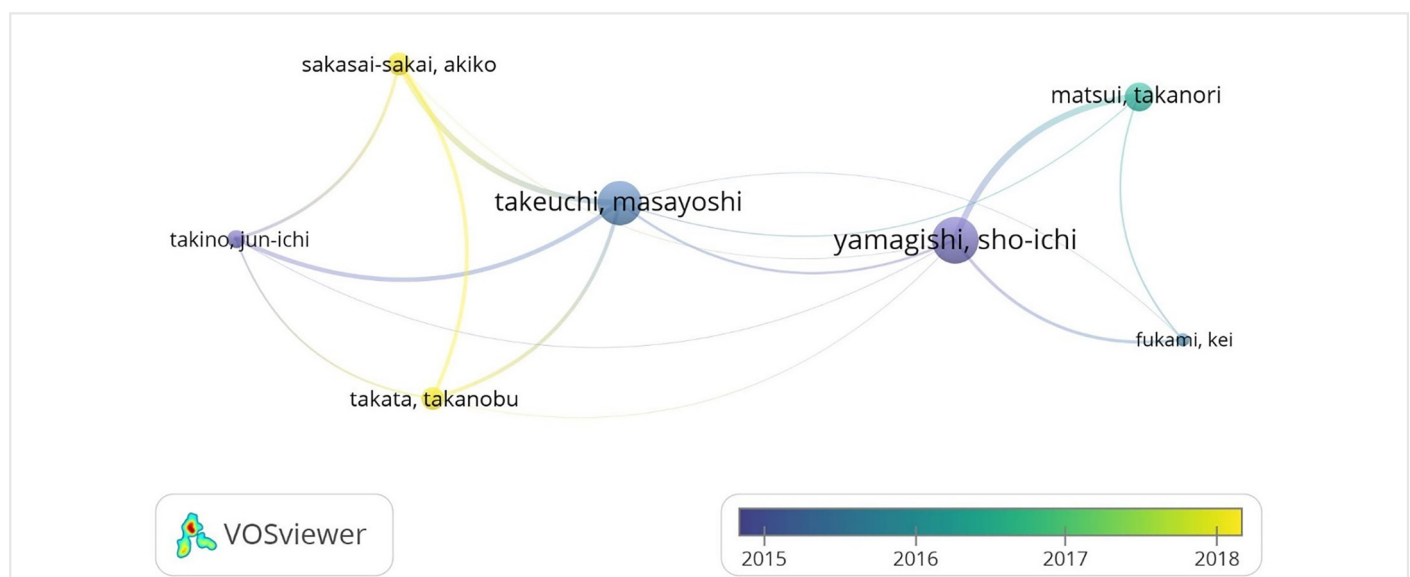 sakasai-sakai, akiko
matsui, takanori
takeuchi, masayoshi
takino, jun-ichi
yamagishi, sho-ichi
fukami, kei
takata, takanobu
VOSviewer
2015 2016 2017 2018